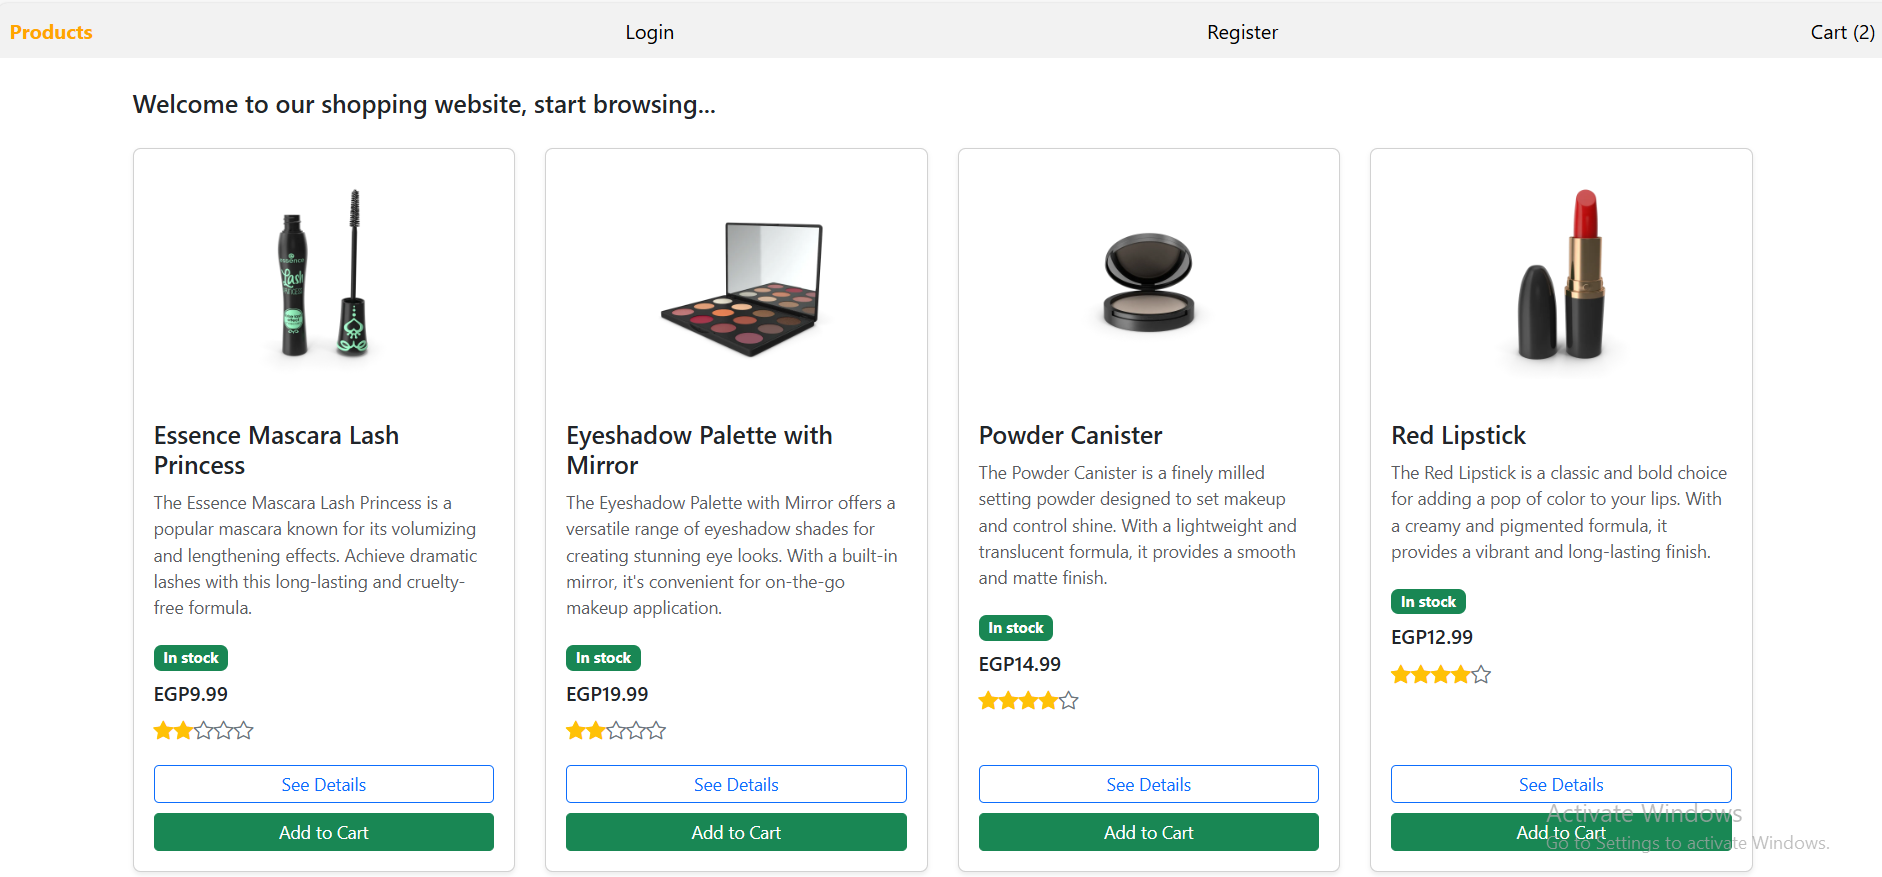 Products
Login
Register
Cart (2)
Welcome to our shopping website, start browsing...
essence
Lash
PRINCESS
Essence Mascara Lash
Princess
The Essence Mascara Lash Princess is a
popular mascara known for its volumizing
and lengthening effects. Achieve dramatic
lashes with this long-lasting and cruelty-
free formula.
In stock
EGP9.99
See Details
Add to Cart
Eyeshadow Palette with
Mirror
The Eyeshadow Palette with Mirror offers a
versatile range of eyeshadow shades for
creating stunning eye looks. With a built-in
mirror, it's convenient for on-the-go
makeup application.
In stock
EGP19.99
See Details
Add to Cart
Powder Canister
The Powder Canister is a finely milled
setting powder designed to set makeup
and control shine. With a lightweight and
translucent formula, it provides a smooth
and matte finish.
In stock
EGP14.99
See Details
Add to Cart
Red Lipstick
The Red Lipstick is a classic and bold choice
for adding a pop of color to your lips. With
a creamy and pigmented formula, it
provides a vibrant and long-lasting finish.
In stock
EGP12.99
See Details
Add to Cart
Activate Windows
Go to Settings to activate Windows.